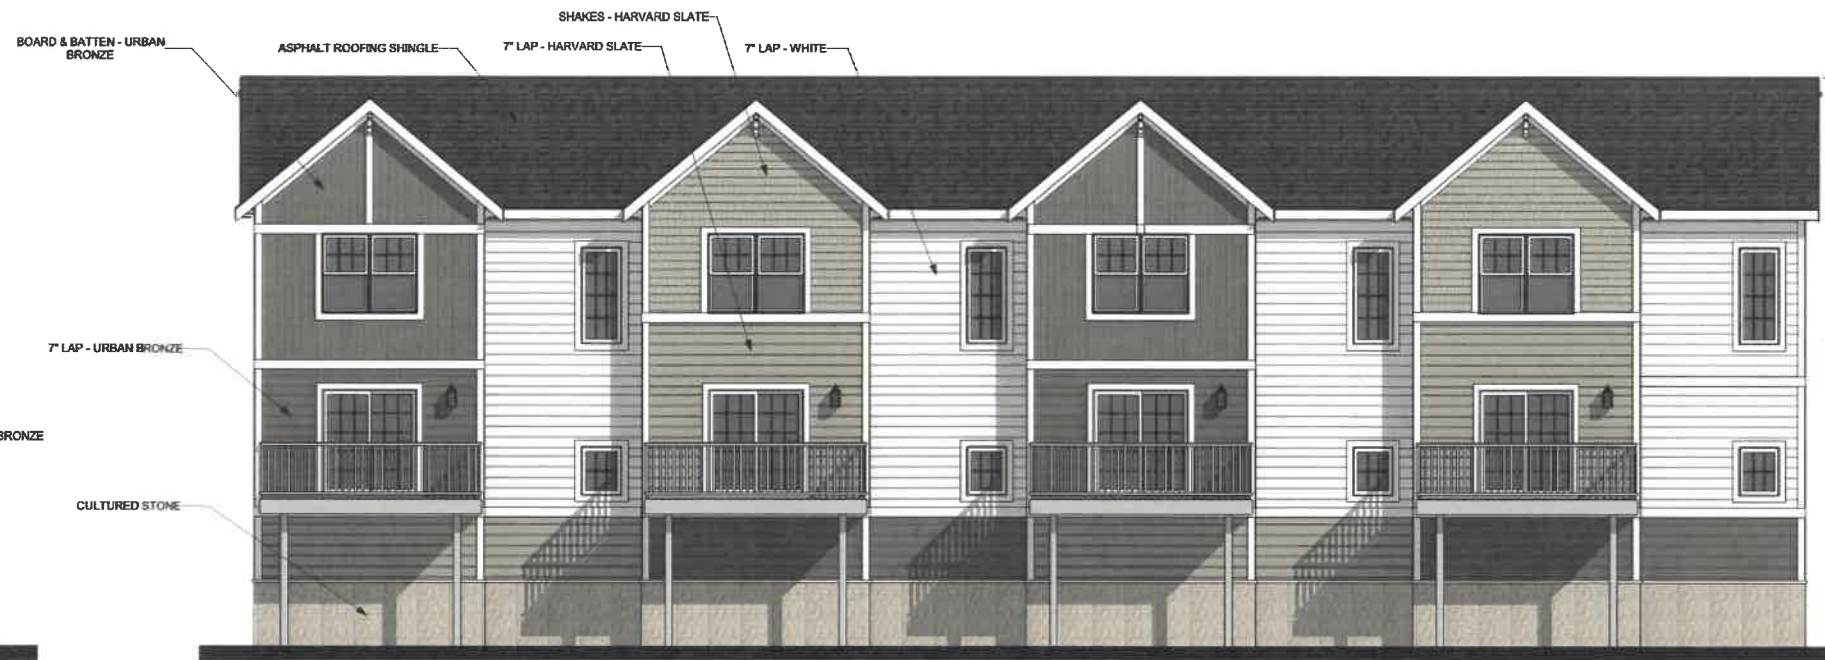 SHAKES - HARVARD SLATE
BOARD & BATTEN - URBAN
BRONZE
ASPHALT ROOFING SHINGLE
7" LAP - HARVARD SLATE
7" LAP - WHITE
7" LAP - URBAN BRONZE
BRONZE
CULTURED STONE